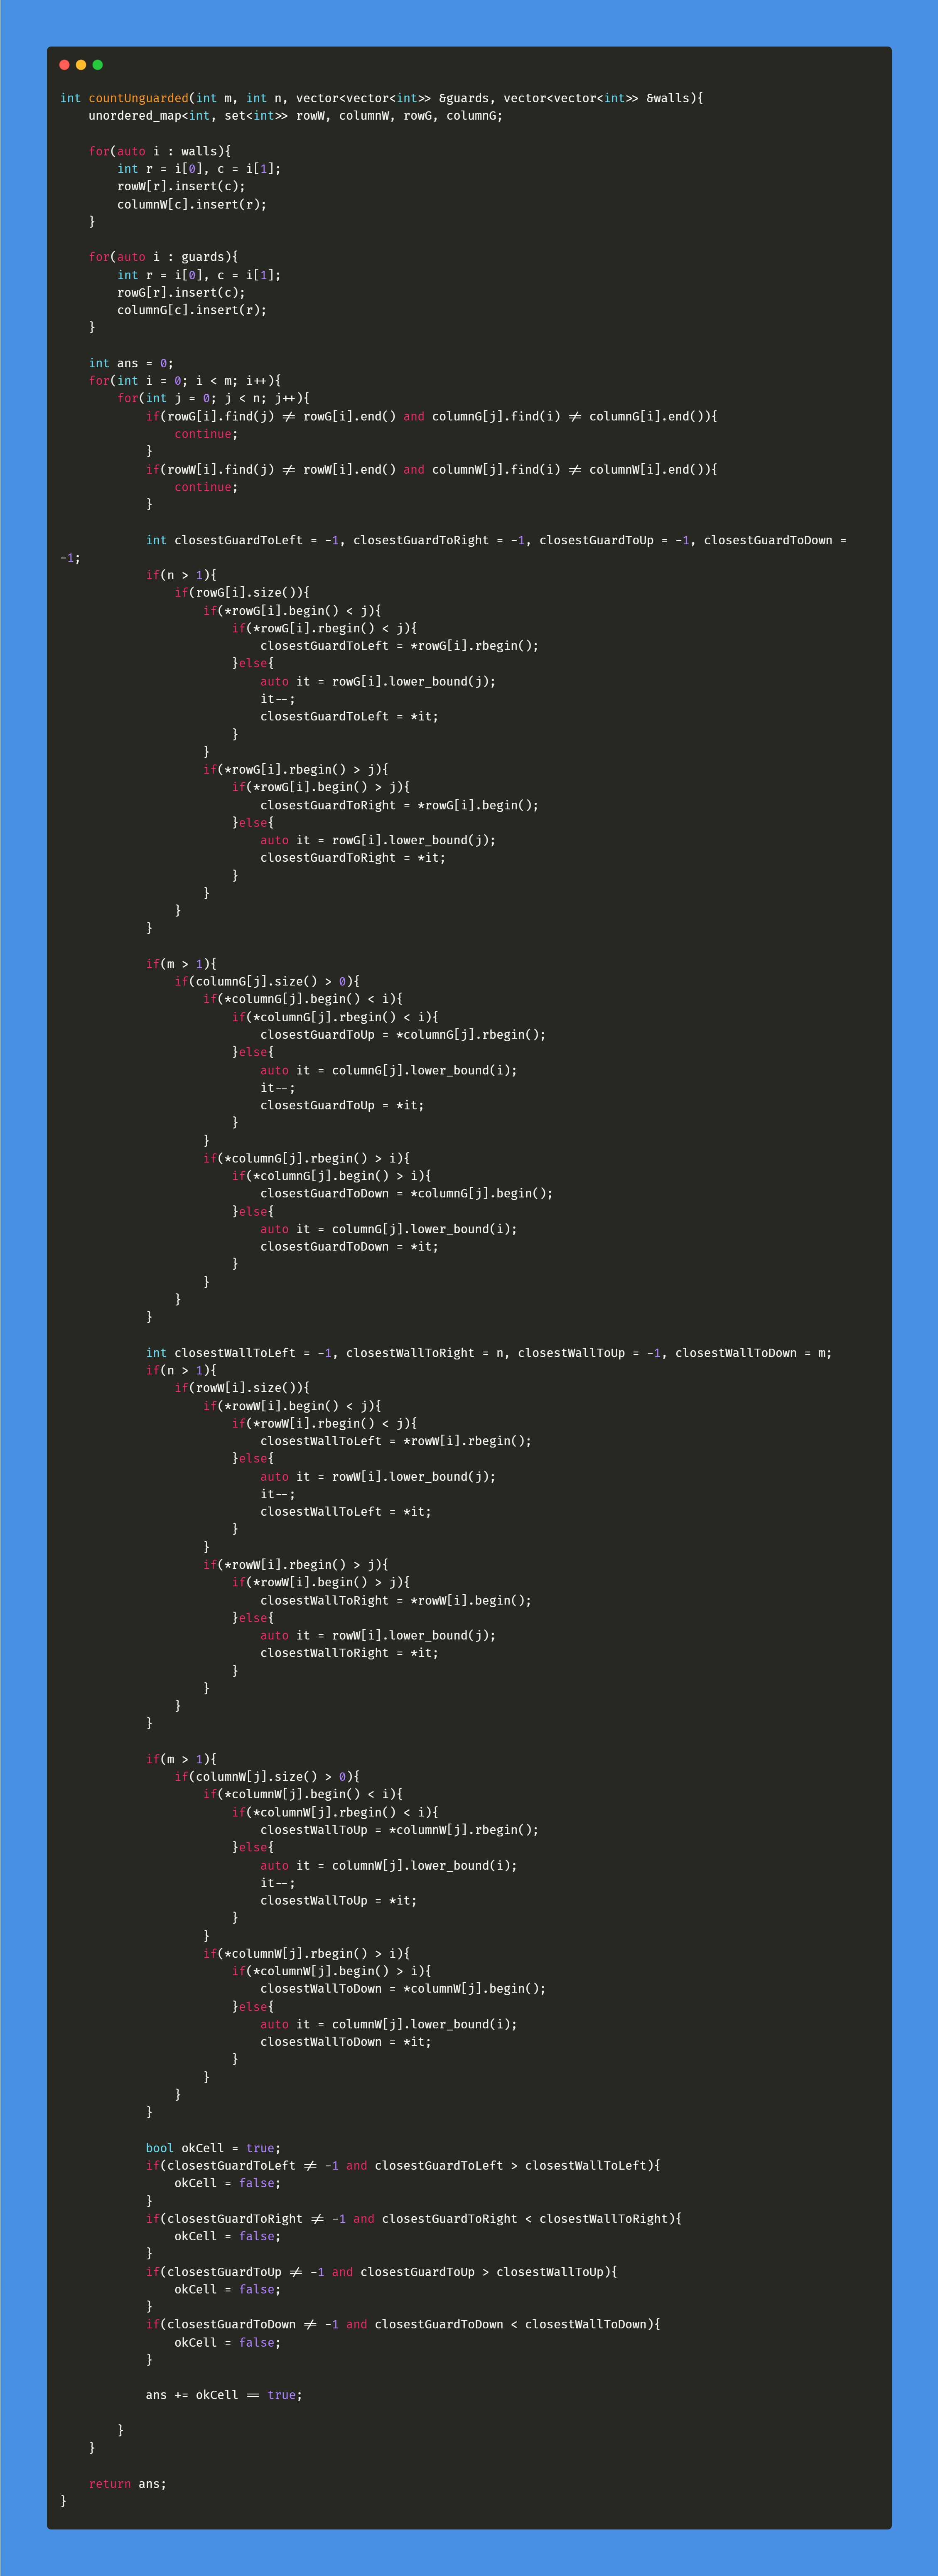 int countUnguarded(int m, int n, vector<vector<int>> &guards, vector<vector<int>> &walls){
    unordered_map<int, set<int>> rowW, columnW, rowG, columnG;

    for(auto i : walls){
        int r = i[0], c = i[1];
        rowW[r].insert(c);
        columnW[c].insert(r);
    }

    for(auto i : guards){
        int r = i[0], c = i[1];
        rowG[r].insert(c);
        columnG[c].insert(r);
    }

    int ans = 0;
    for(int i = 0; i < m; i++){
        for(int j = 0; j < n; j++){
            if(rowG[i].find(j) != rowG[i].end() and columnG[j].find(i) != columnG[i].end()){
                continue;
            }
            if(rowW[i].find(j) != rowW[i].end() and columnW[j].find(i) != columnW[i].end()){
                continue;
            }

            int closestGuardToLeft = -1, closestGuardToRight = -1, closestGuardToUp = -1, closestGuardToDown =
-1;
            if(n > 1){
                if(rowG[i].size()){
                    if(*rowG[i].begin() < j){
                        if(*rowG[i].rbegin() < j){
                            closestGuardToLeft = *rowG[i].rbegin();
                        }else{
                            auto it = rowG[i].lower_bound(j);
                            it--;
                            closestGuardToLeft = *it;
                        }
                    }
                    if(*rowG[i].rbegin() > j){
                        if(*rowG[i].begin() > j){
                            closestGuardToRight = *rowG[i].begin();
                        }else{
                            auto it = rowG[i].lower_bound(j);
                            closestGuardToRight = *it;
                        }
                    }
                }
            }

            if(m > 1){
                if(columnG[j].size() > 0){
                    if(*columnG[j].begin() < i){
                        if(*columnG[j].rbegin() < i){
                            closestGuardToUp = *columnG[j].rbegin();
                        }else{
                            auto it = columnG[j].lower_bound(i);
                            it--;
                            closestGuardToUp = *it;
                        }
                    }
                    if(*columnG[j].rbegin() > i){
                        if(*columnG[j].begin() > i){
                            closestGuardToDown = *columnG[j].begin();
                        }else{
                            auto it = columnG[j].lower_bound(i);
                            closestGuardToDown = *it;
                        }
                    }
                }
            }

            int closestWallToLeft = -1, closestWallToRight = n, closestWallToUp = -1, closestWallToDown = m;
            if(n > 1){
                if(rowW[i].size()){
                    if(*rowW[i].begin() < j){
                        if(*rowW[i].rbegin() < j){
                            closestWallToLeft = *rowW[i].rbegin();
                        }else{
                            auto it = rowW[i].lower_bound(j);
                            it--;
                            closestWallToLeft = *it;
                        }
                    }
                    if(*rowW[i].rbegin() > j){
                        if(*rowW[i].begin() > j){
                            closestWallToRight = *rowW[i].begin();
                        }else{
                            auto it = rowW[i].lower_bound(j);
                            closestWallToRight = *it;
                        }
                    }
                }
            }

            if(m > 1){
                if(columnW[j].size() > 0){
                    if(*columnW[j].begin() < i){
                        if(*columnW[j].rbegin() < i){
                            closestWallToUp = *columnW[j].rbegin();
                        }else{
                            auto it = columnW[j].lower_bound(i);
                            it--;
                            closestWallToUp = *it;
                        }
                    }
                    if(*columnW[j].rbegin() > i){
                        if(*columnW[j].begin() > i){
                            closestWallToDown = *columnW[j].begin();
                        }else{
                            auto it = columnW[j].lower_bound(i);
                            closestWallToDown = *it;
                        }
                    }
                }
            }

            bool okCell = true;
            if(closestGuardToLeft != -1 and closestGuardToLeft > closestWallToLeft){
                okCell = false;
            }
            if(closestGuardToRight != -1 and closestGuardToRight < closestWallToRight){
                okCell = false;
            }
            if(closestGuardToUp != -1 and closestGuardToUp > closestWallToUp){
                okCell = false;
            }
            if(closestGuardToDown != -1 and closestGuardToDown < closestWallToDown){
                okCell = false;
            }

            ans += okCell == true;

        }
    }

    return ans;
}